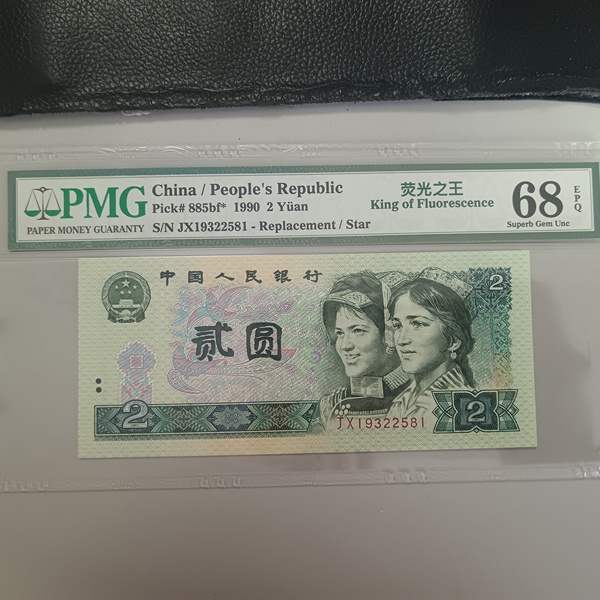 PMG
PAPER MONEY GUARANTY
China / People's Republic
Pick# 885bf* 1990 2 Yüan
S/N JX19322581 - Replacement / Star
荧光之王
King of Fluorescence
68
EPQ
Superb Gem Unc
中国人民银行
2
贰圆
2
2
JX19322581